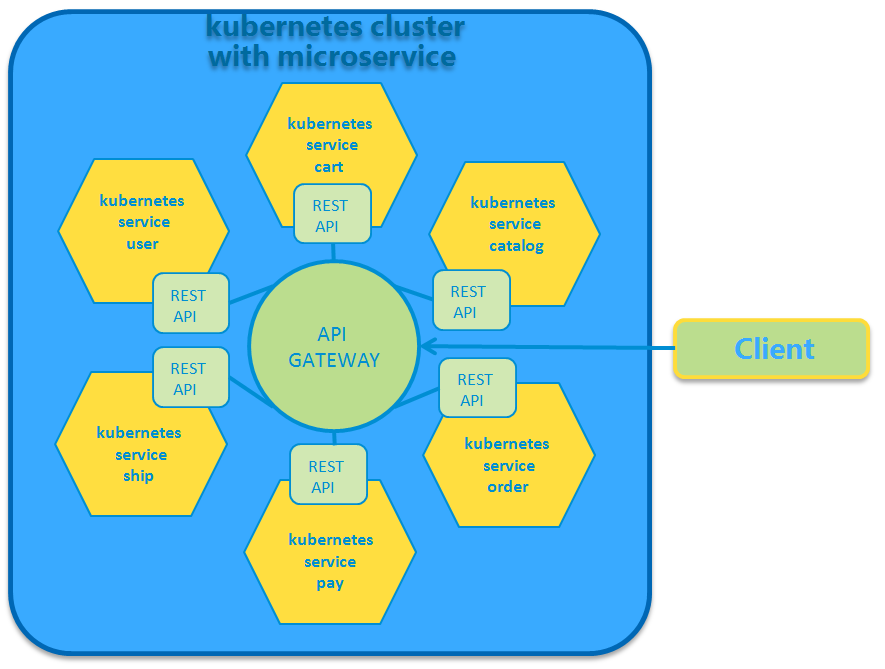 kubernetes cluster
with microservice
kubernetes
service
cart
REST
API
kubernetes
service
user
REST
API
kubernetes
service
catalog
REST
API
API
GATEWAY
Client
REST
API
kubernetes
service
ship
REST
API
kubernetes
service
order
REST
API
kubernetes
service
pay